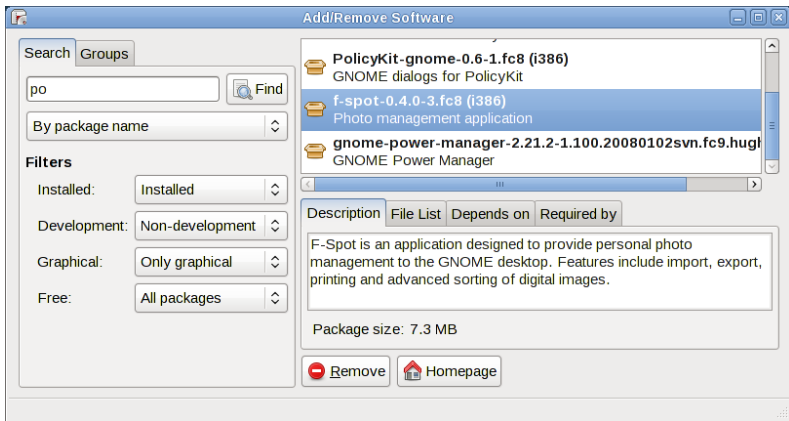 Add/Remove Software
Search Groups
po
Find
By package name
Filters
Installed: Installed
Development: Non-development
Graphical: Only graphical
Free: All packages
PolicyKit-gnome-0.6-1.fc8 (i386)
GNOME dialogs for PolicyKit
f-spot-0.4.0-3.fc8 (i386)
Photo management application
gnome-power-manager-2.21.2-1.100.20080102svn.fc9.hugh
GNOME Power Manager
Description File List Depends on Required by
F-Spot is an application designed to provide personal photo
management to the GNOME desktop. Features include import, export,
printing and advanced sorting of digital images.
Package size: 7.3 MB
Remove Homepage